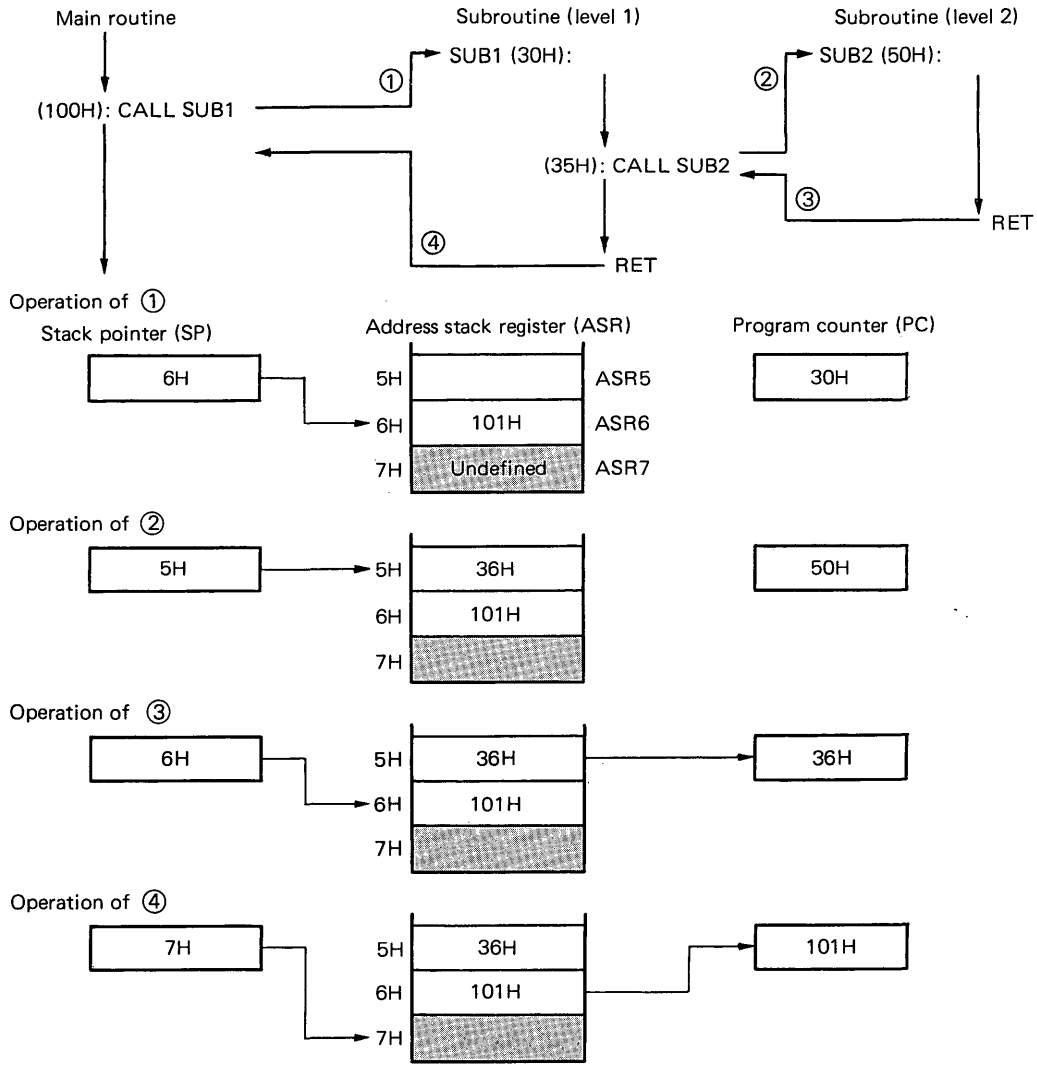 Main routine
Subroutine (level 1)
Subroutine (level 2)
SUB1 (30H):
SUB2 (50H):
①
②
(100H): CALL SUB1
(35H): CALL SUB2
③
RET
④
RET
Operation of ①
Stack pointer (SP)
Address stack register (ASR)
Program counter (PC)
6H
5H
ASR5
30H
6H
101H
ASR6
7H
Undefined
ASR7
Operation of ②
5H
5H
36H
50H
6H
101H
7H
Operation of ③
6H
5H
36H
36H
6H
101H
7H
Operation of ④
7H
5H
36H
101H
6H
101H
7H